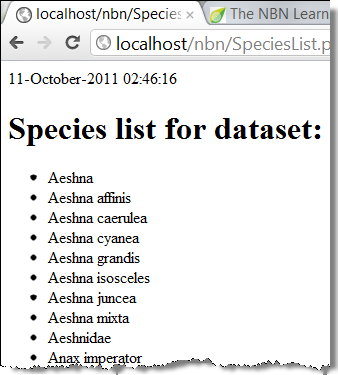 localhost/nbn/Species
The NBN Learn
localhost/nbn/SpeciesList.p
11-October-2011 02:46:16
Species list for dataset:
Aeshna
Aeshna affinis
Aeshna caerulea
Aeshna cyanea
Aeshna grandis
Aeshna isosceles
Aeshna juncea
Aeshna mixta
Aeshnidae
Anax imperator